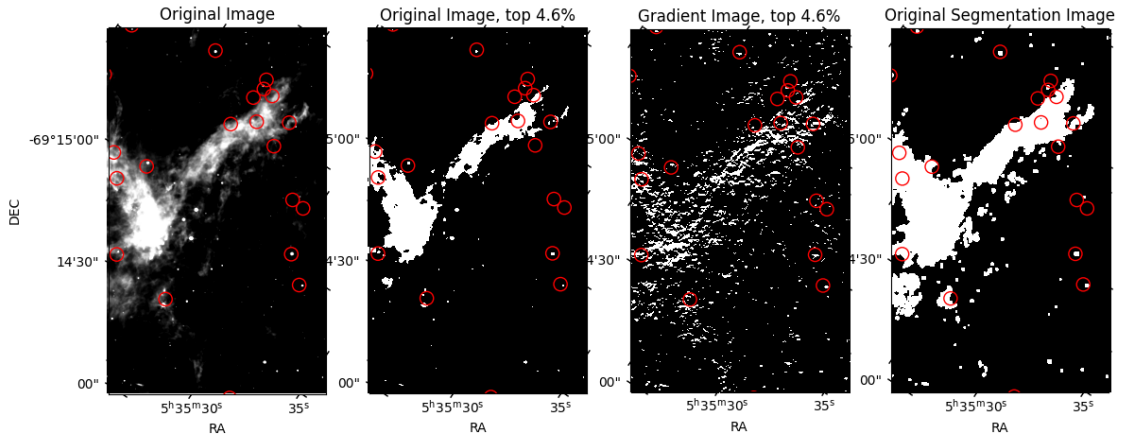 Original Image
Original Image, top 4.6%
Gradient Image, top 4.6%
Original Segmentation Image
DEC
-69°15'00"
14'30"
00"
5ʰ35ᵐ30ˢ
35ˢ
RA
5'00"
4'30"
00"
5ʰ35ᵐ30ˢ
35ˢ
RA
5'00"
4'30"
00"
5ʰ35ᵐ30ˢ
35ˢ
RA
5'00"
4'30"
00"
5ʰ35ᵐ30ˢ
35ˢ
RA